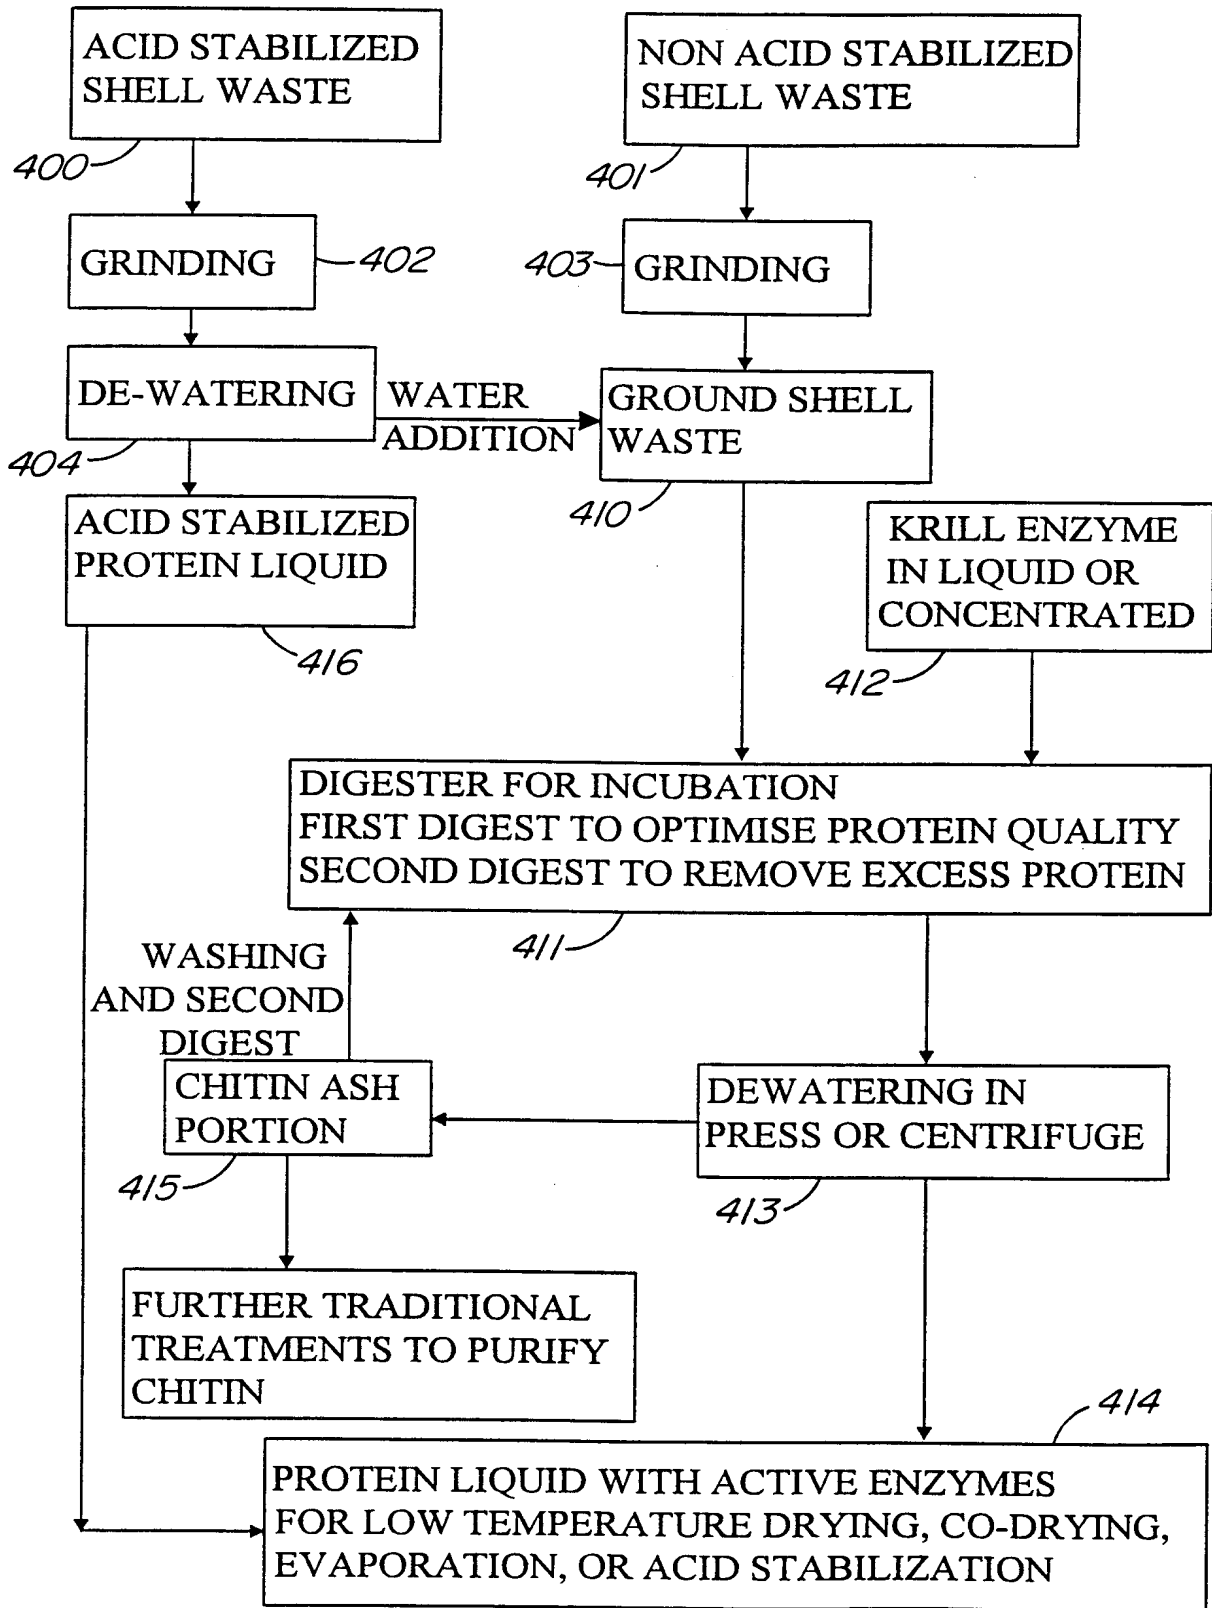 ACID STABILIZED
SHELL WASTE
400
NON ACID STABILIZED
SHELL WASTE
401
GRINDING
402
403
GRINDING
DE-WATERING
404
WATER
ADDITION
GROUND SHELL
WASTE
410
ACID STABILIZED
PROTEIN LIQUID
416
KRILL ENZYME
IN LIQUID OR
CONCENTRATED
412
DIGESTER FOR INCUBATION
FIRST DIGEST TO OPTIMISE PROTEIN QUALITY
SECOND DIGEST TO REMOVE EXCESS PROTEIN
411
WASHING
AND SECOND
DIGEST
CHITIN ASH
PORTION
415
DEWATERING IN
PRESS OR CENTRIFUGE
413
FURTHER TRADITIONAL
TREATMENTS TO PURIFY
CHITIN
414
PROTEIN LIQUID WITH ACTIVE ENZYMES
FOR LOW TEMPERATURE DRYING, CO-DRYING,
EVAPORATION, OR ACID STABILIZATION